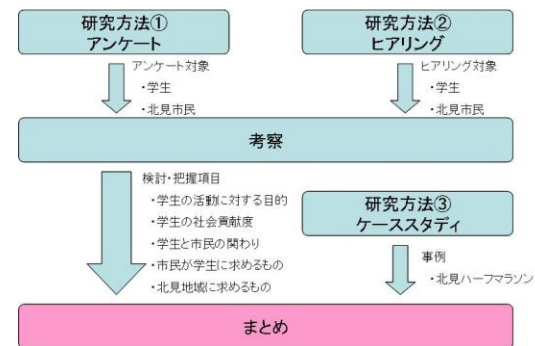 研究方法①
アンケート
研究方法②
ヒアリング
アンケート対象
・学生
・北見市民
ヒアリング対象
・学生
・北見市民
考察
検討・把握項目
・学生の活動に対する目的
・学生の社会貢献度
・学生と市民の関わり
・市民が学生に求めるもの
・北見地域に求めるもの
研究方法③
ケーススタディ
事例
・北見ハーフマラソン
まとめ